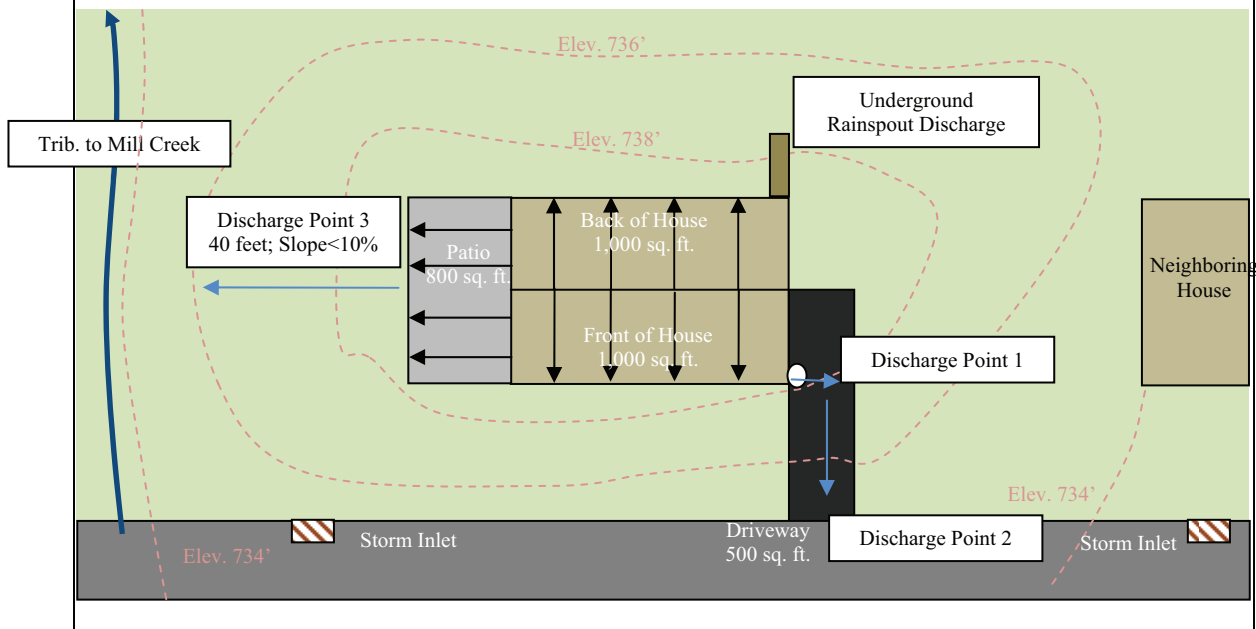 Elev. 736’
Underground
Rainspout Discharge
Trib. to Mill Creek
Elev. 738’
Discharge Point 3
40 feet; Slope<10%
Back of House
1,000 sq. ft.
Patio
800 sq. ft.
Neighboring
House
Front of House
1,000 sq. ft.
Discharge Point 1
Elev. 734’
Driveway
500 sq. ft.
Discharge Point 2
Storm Inlet
Storm Inlet
Elev. 734’